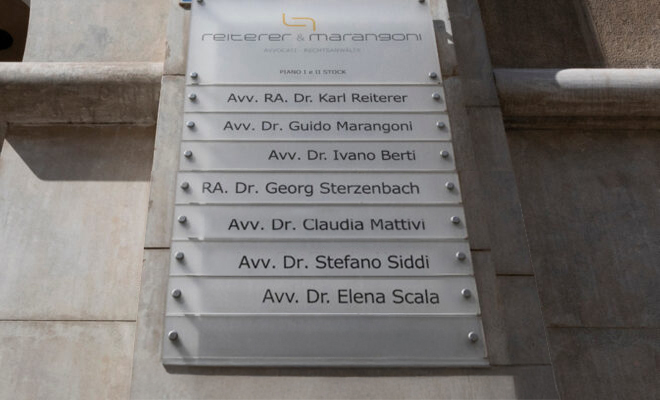 reiterer & marangoni
AVVOCATI - RECHTSANWÄLTE
PIANO I e II STOCK
Avv. RA. Dr. Karl Reiterer
Avv. Dr. Guido Marangoni
Avv. Dr. Ivano Berti
RA. Dr. Georg Sterzenbach
Avv. Dr. Claudia Mattivi
Avv. Dr. Stefano Siddi
Avv. Dr. Elena Scala